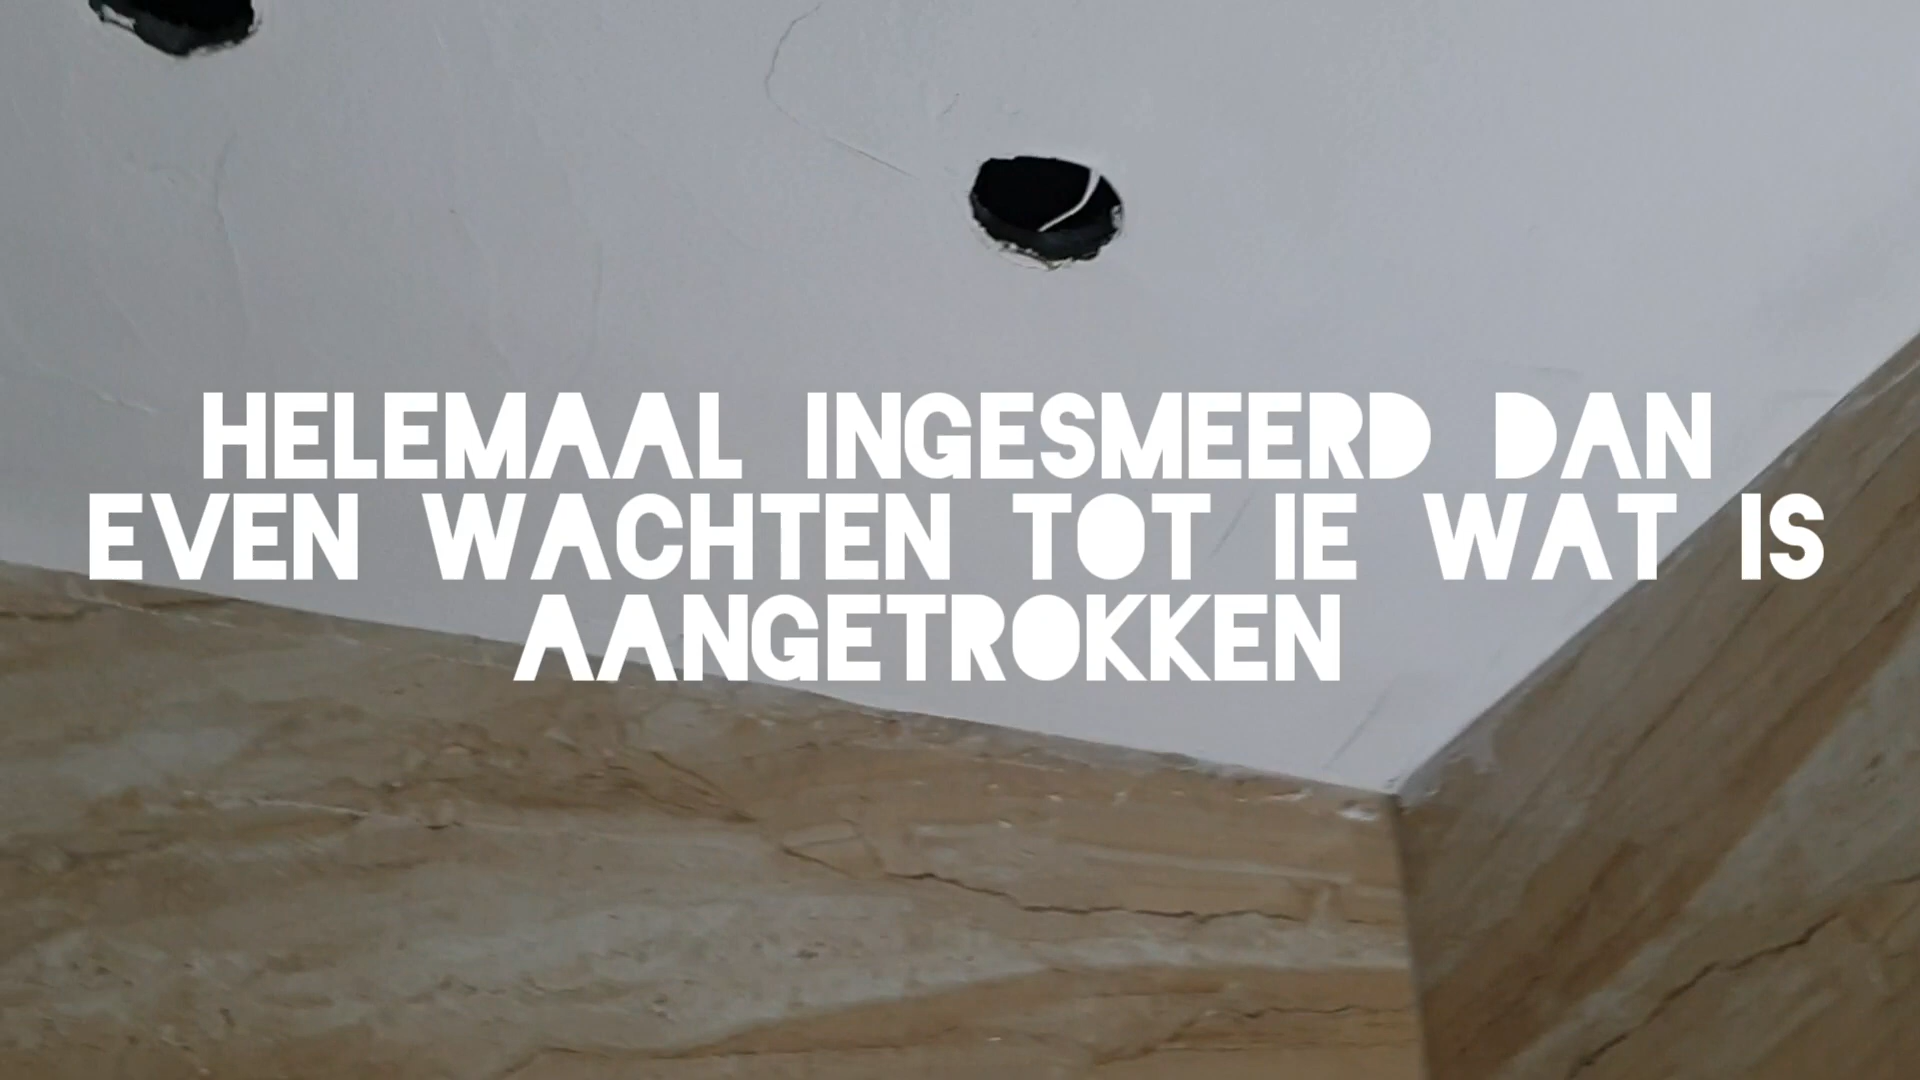 HELEMAAL INGESMEERD DAN
EVEN WACHTEN TOT IE WAT IS
AANGETROKKEN